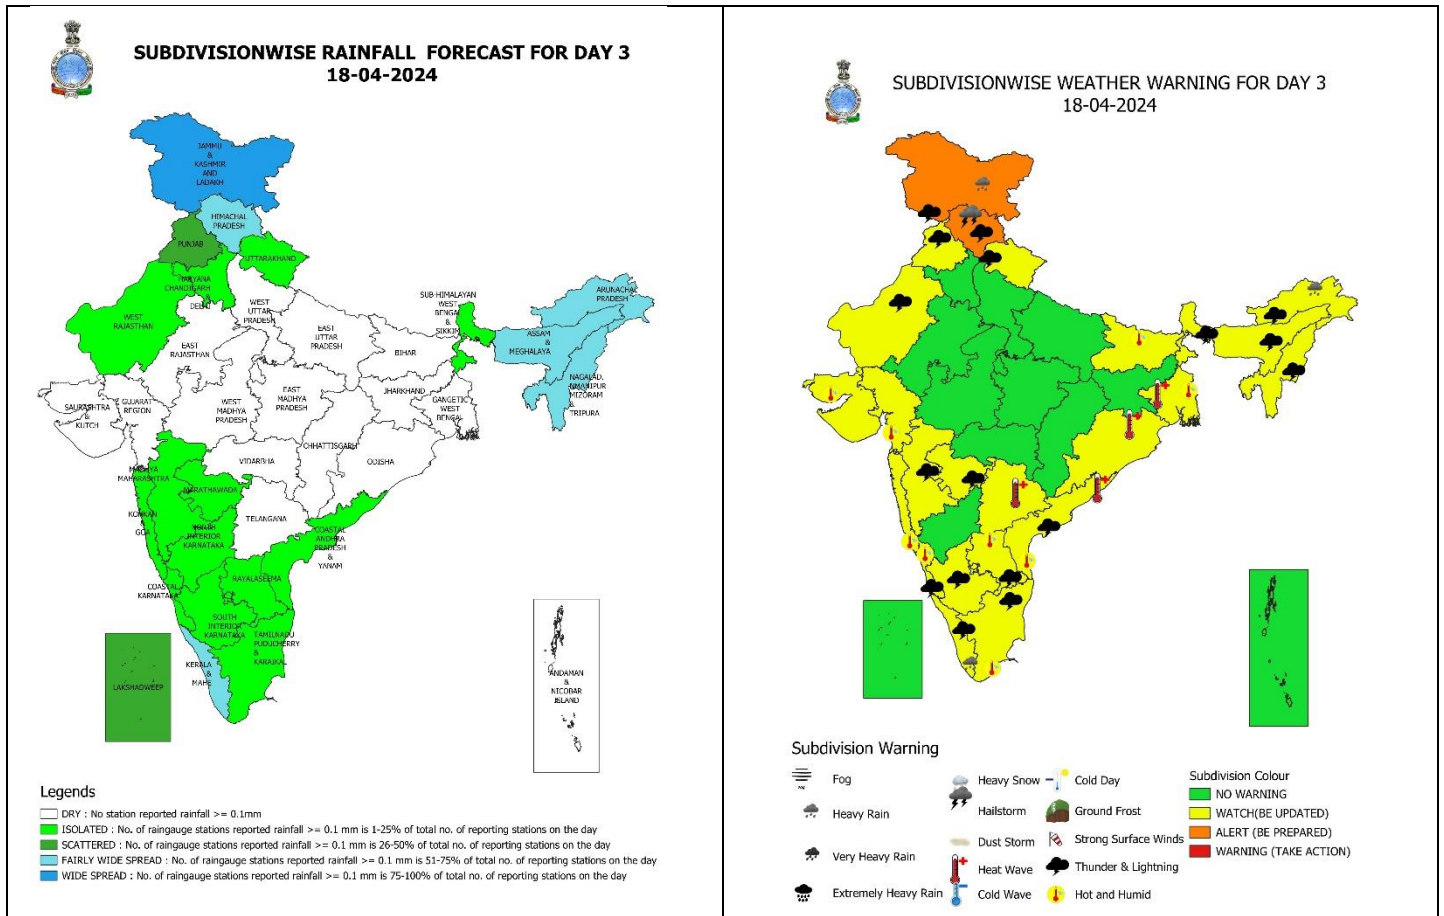 SUBDIVISIONWISE RAINFALL FORECAST FOR DAY 3
18-04-2024
JAMMU
&
KASHMIR
AND
LADAKH
HIMACHAL
PRADESH
PUNJAB
UTTARAKHAND
HARYANA
CHANDIGARH
&
DELHI
WEST
RAJASTHAN
WEST
UTTAR
PRADESH
EAST
UTTAR
PRADESH
EAST
RAJASTHAN
BIHAR
SUB-HIMALAYAN
WEST
BENGAL
&
SIKKIM
ARUNACHAL
PRADESH
ASSAM
&
MEGHALAYA
NAGALAD,
MANIPUR
MIZORAM
&
TRIPURA
SAURASHTRA
&
KUTCH
GUJARAT
REGION
WEST
MADHYA
PRADESH
EAST
MADHYA
PRADESH
JHARKHAND
GANGETIC
WEST
BENGAL
CHHATTISGARH
ODISHA
VIDARBHA
MADHYA
MAHARASHTRA
MARATHAWADA
KONKAN
&
GOA
NORTH
INTERIOR
KARNATAKA
TELANGANA
COASTAL
ANDHRA
PRADESH
&
YANAM
RAYALASEEMA
COASTAL
KARNATAKA
SOUTH
INTERIOR
KARNATAKA
TAMILNADU
PUDUCHERRY
&
KARAIKAL
KERALA
&
MAHE
LAKSHADWEEP
ANDAMAN
&
NICOBAR
ISLAND
Legends
DRY : No station reported rainfall >= 0.1mm
ISOLATED : No. of raingauge stations reported rainfall >= 0.1 mm is 1-25% of total no. of reporting stations on the day
SCATTERED : No. of raingauge stations reported rainfall >= 0.1 mm is 26-50% of total no. of reporting stations on the day
FAIRLY WIDE SPREAD : No. of raingauge stations reported rainfall >= 0.1 mm is 51-75% of total no. of reporting stations on the day
WIDE SPREAD : No. of raingauge stations reported rainfall >= 0.1 mm is 75-100% of total no. of reporting stations on the day
SUBDIVISIONWISE WEATHER WARNING FOR DAY 3
18-04-2024
Subdivision Warning
Fog
Heavy Rain
Very Heavy Rain
Extremely Heavy Rain
Heavy Snow
Hailstorm
Dust Storm
Heat Wave
Cold Wave
Cold Day
Ground Frost
Strong Surface Winds
Thunder & Lightning
Hot and Humid
Subdivision Colour
NO WARNING
WATCH(BE UPDATED)
ALERT (BE PREPARED)
WARNING (TAKE ACTION)